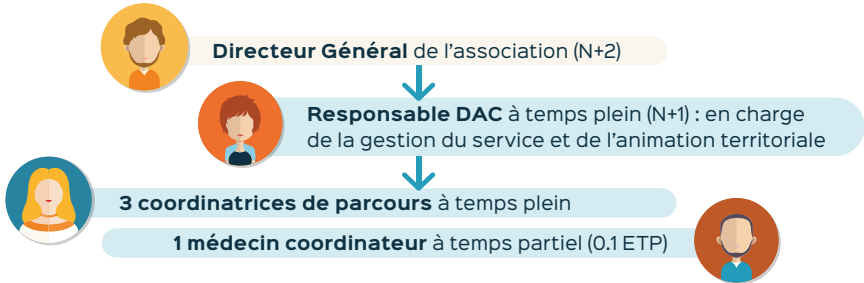 Directeur Général de l’association (N+2)
Responsable DAC à temps plein (N+1) : en charge
de la gestion du service et de l’animation territoriale
3 coordinatrices de parcours à temps plein
1 médecin coordinateur à temps partiel (0.1 ETP)